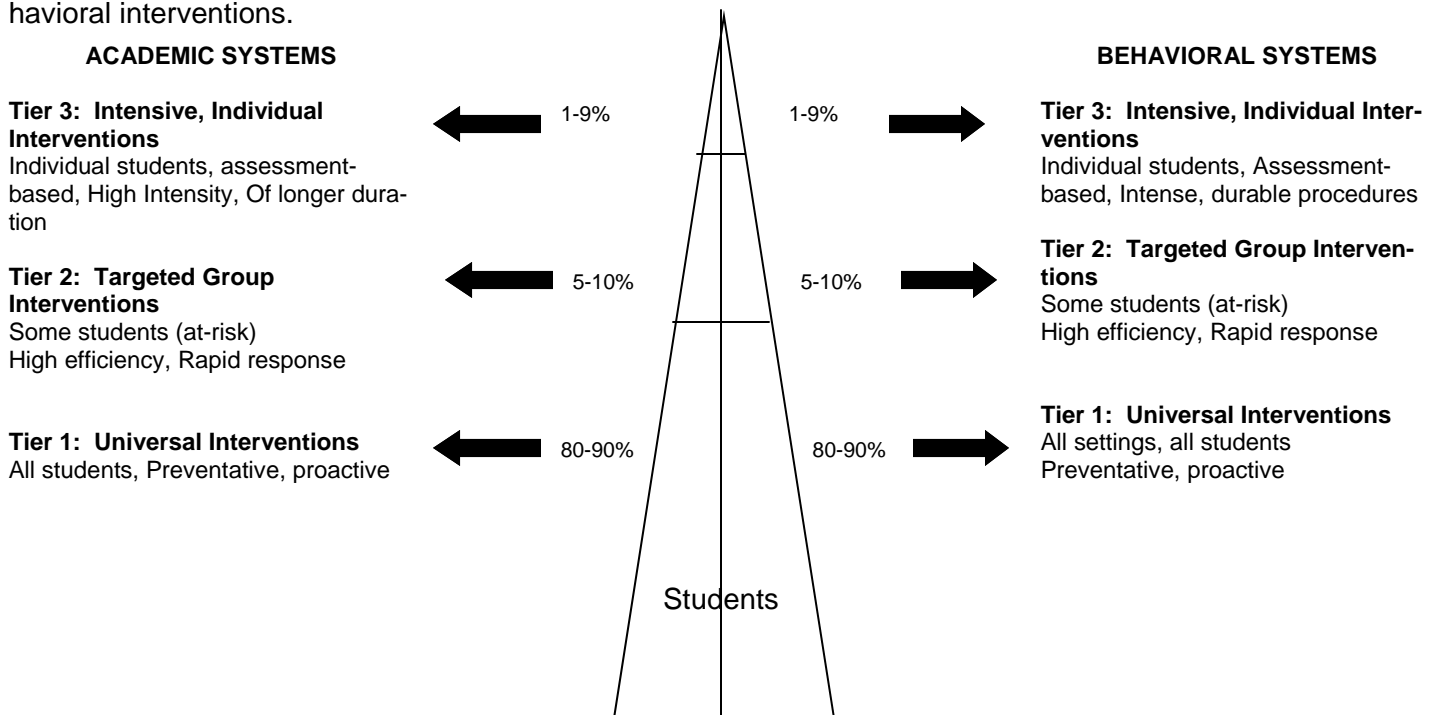 havioral interventions.
ACADEMIC SYSTEMS
Tier 3:  Intensive, Individual
Interventions
Individual students, assessment-
based, High Intensity, Of longer dura-
tion
Tier 2:  Targeted Group
Interventions
Some students (at-risk)
High efficiency, Rapid response
Tier 1:  Universal Interventions
All students, Preventative, proactive
1-9%
5-10%
80-90%
1-9%
5-10%
80-90%
Students
BEHAVIORAL SYSTEMS
Tier 3:  Intensive, Individual Inter-
ventions
Individual students, Assessment-
based, Intense, durable procedures
Tier 2:  Targeted Group Interven-
tions
Some students (at-risk)
High efficiency, Rapid response
Tier 1:  Universal Interventions
All settings, all students
Preventative, proactive